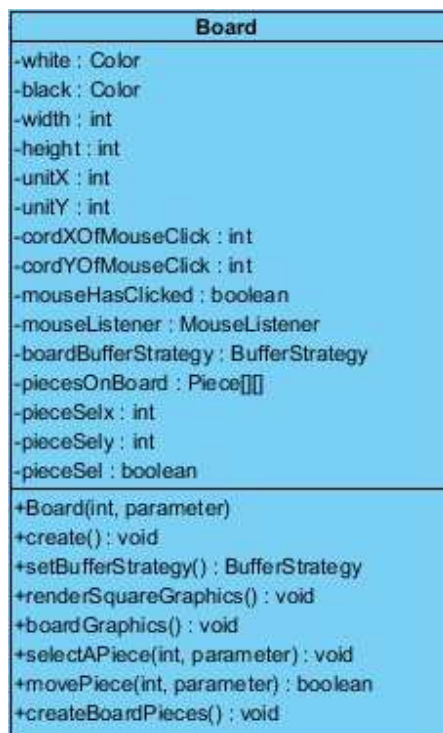 Board
-white : Color
-black : Color
-width : int
-height : int
-unitX : int
-unitY : int
-cordXOfMouseClick : int
-cordYOfMouseClick : int
-mouseHasClicked : boolean
-mouseListener : MouseListener
-boardBufferStrategy : BufferStrategy
-piecesOnBoard : Piece[][]
-pieceSelx : int
-pieceSely : int
-pieceSel : boolean
+Board(int, parameter)
+create() : void
+setBufferStrategy() : BufferStrategy
+renderSquareGraphics() : void
+boardGraphics() : void
+selectAPiece(int, parameter) : void
+movePiece(int, parameter) : boolean
+createBoardPieces() : void